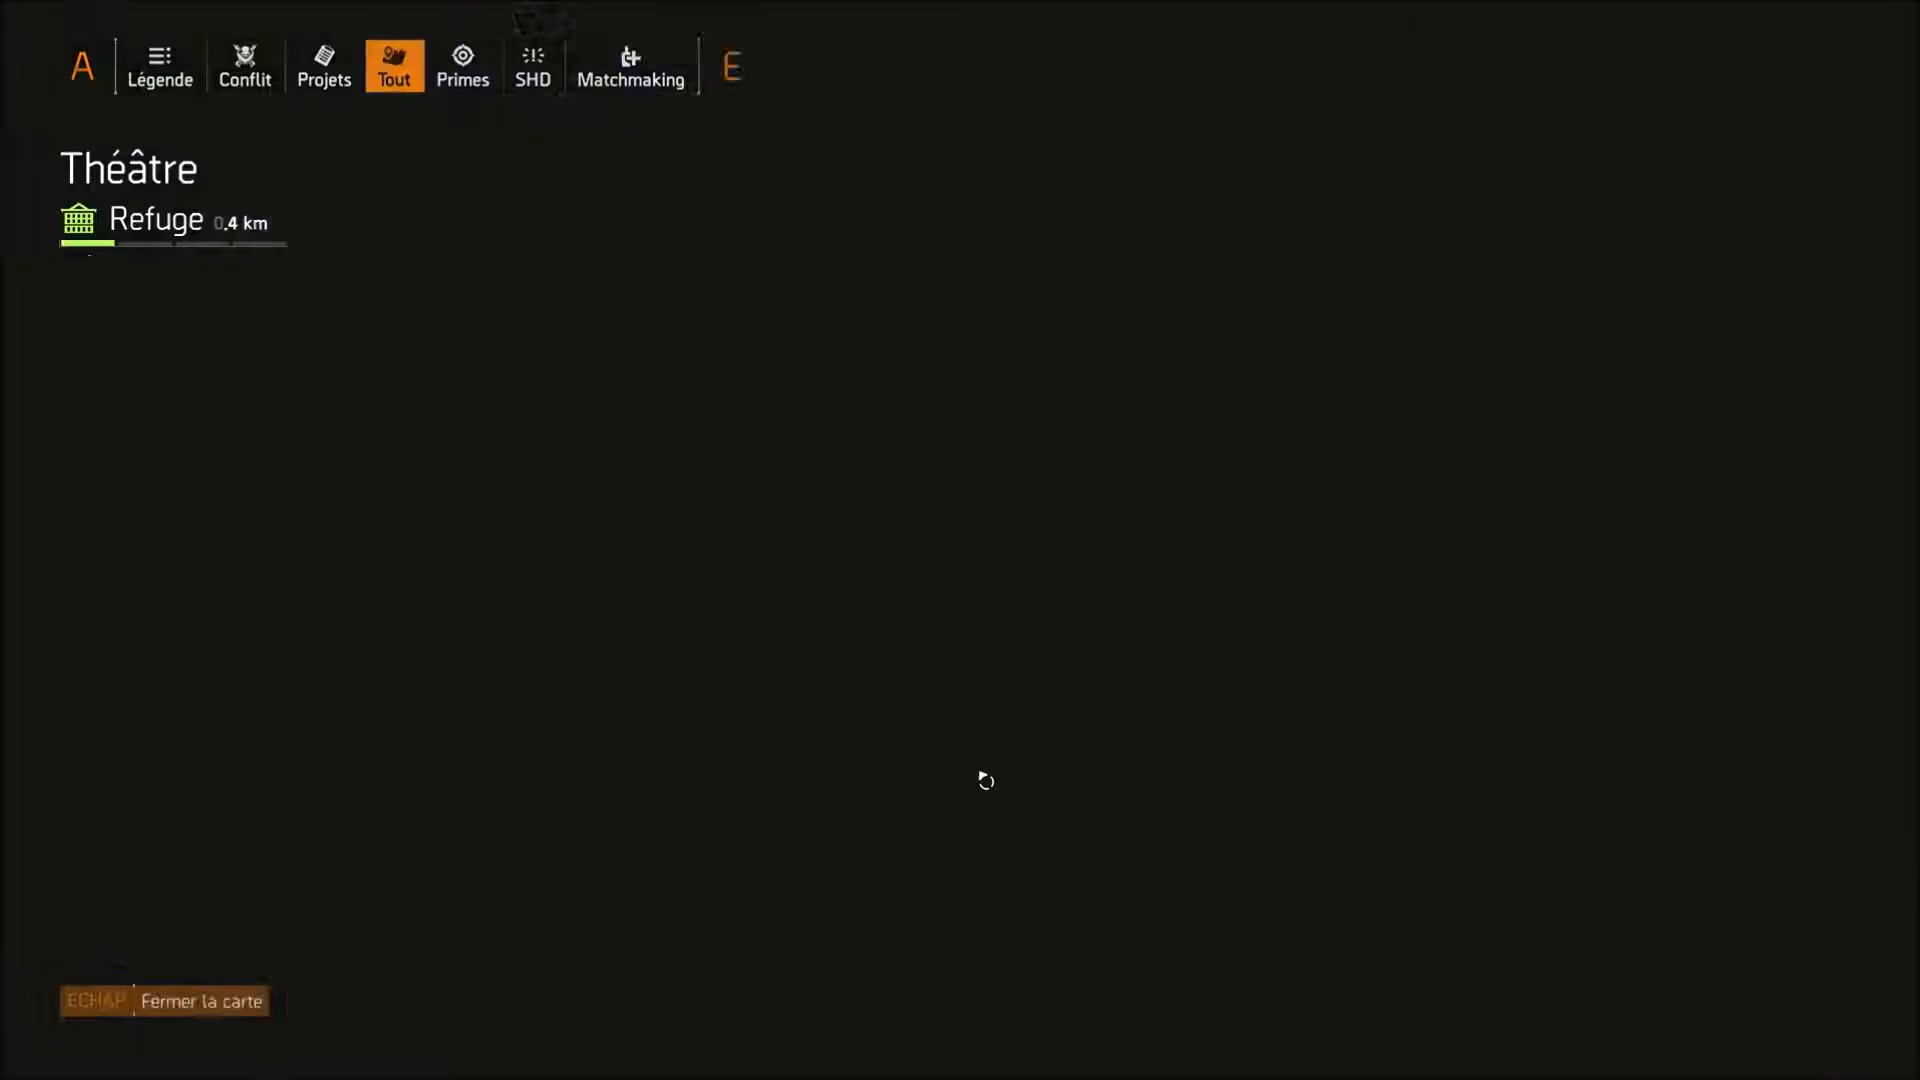 A Légende Conflit Projets Tout Primes SHD Matchmaking E
Théâtre
Refuge 0.4 km
ECHAP Fermer la carte